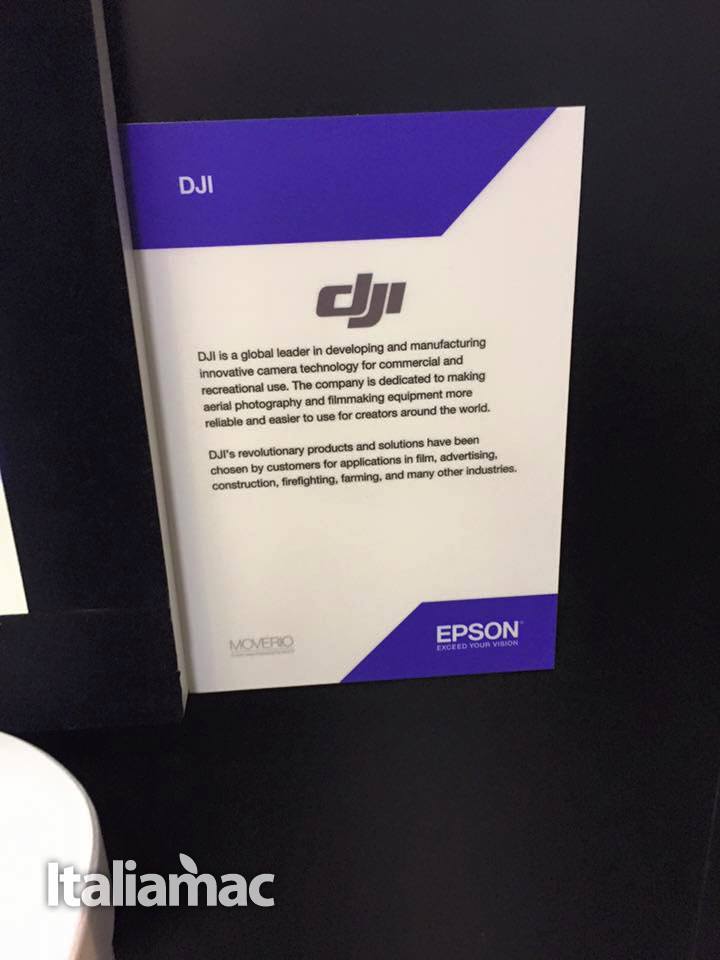 DJI
dji
DJI is a global leader in developing and manufacturing
innovative camera technology for commercial and
recreational use. The company is dedicated to making
aerial photography and filmmaking equipment more
reliable and easier to use for creators around the world.
DJI's revolutionary products and solutions have been
chosen by customers for applications in film, advertising,
construction, firefighting, farming, and many other industries.
MOVERIO
EPSON
EXCEED YOUR VISION
Italiamac